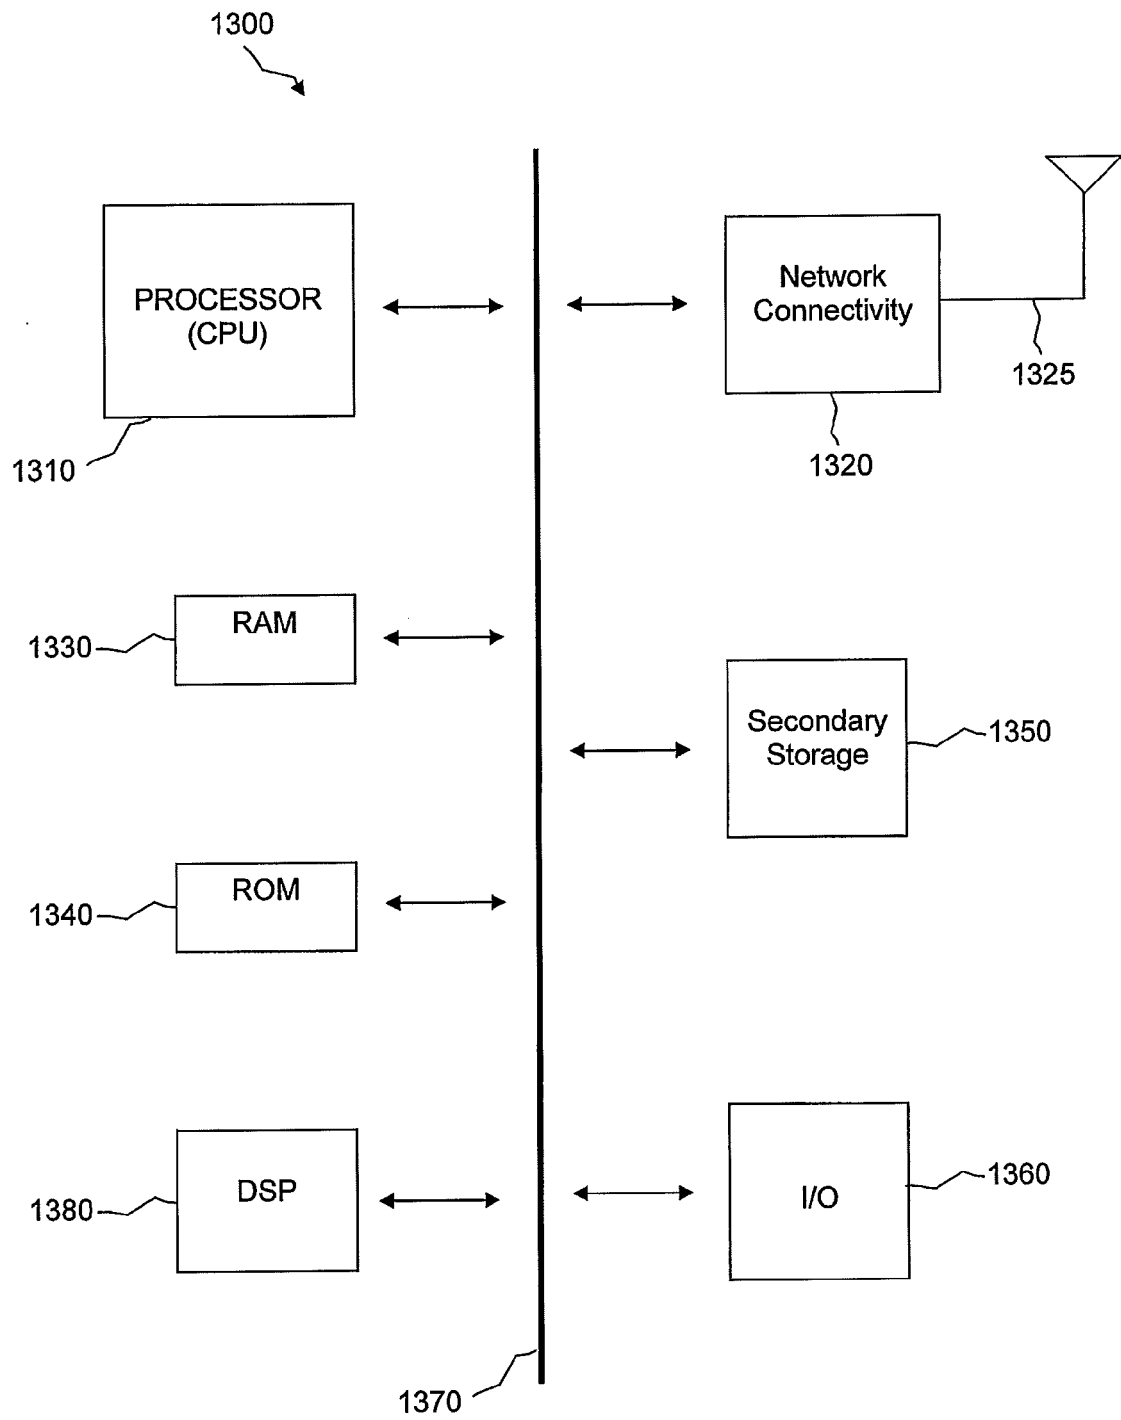 1300
PROCESSOR
(CPU)
1310
Network
Connectivity
1325
1320
RAM
1330
Secondary
Storage
1350
ROM
1340
DSP
1380
I/O
1360
1370